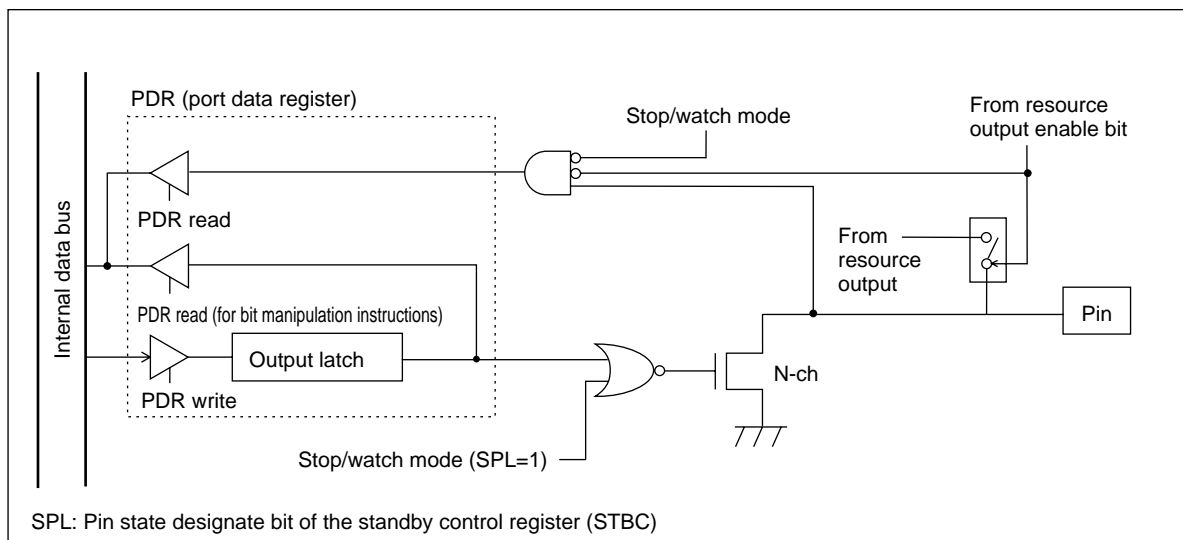 PDR (port data register)
Stop/watch mode
From resource
output enable bit
PDR read
From
resource
output
Internal data bus
PDR read (for bit manipulation instructions)
Pin
Output latch
N-ch
PDR write
Stop/watch mode (SPL=1)
SPL: Pin state designate bit of the standby control register (STBC)